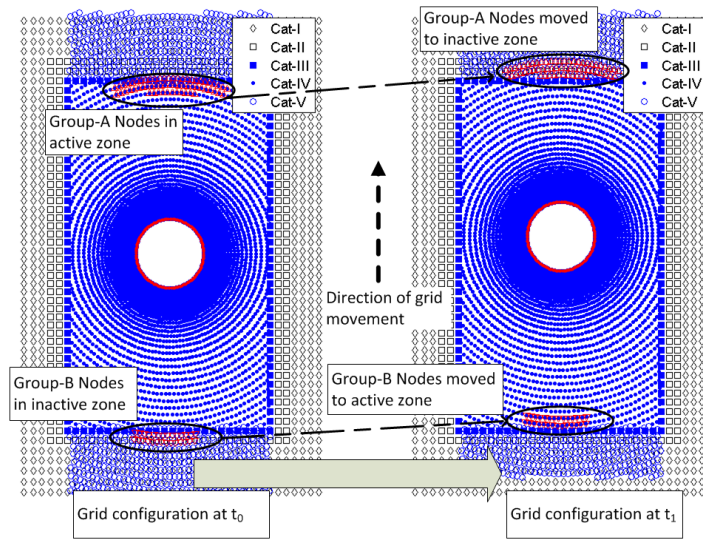 Cat-I
Cat-II
Cat-III
Cat-IV
Cat-V
Group-A Nodes in
active zone
Group-B Nodes
in inactive zone
Grid configuration at t₀
Direction of grid
movement
Group-A Nodes moved
to inactive zone
Cat-I
Cat-II
Cat-III
Cat-IV
Cat-V
Group-B Nodes moved
to active zone
Grid configuration at t₁